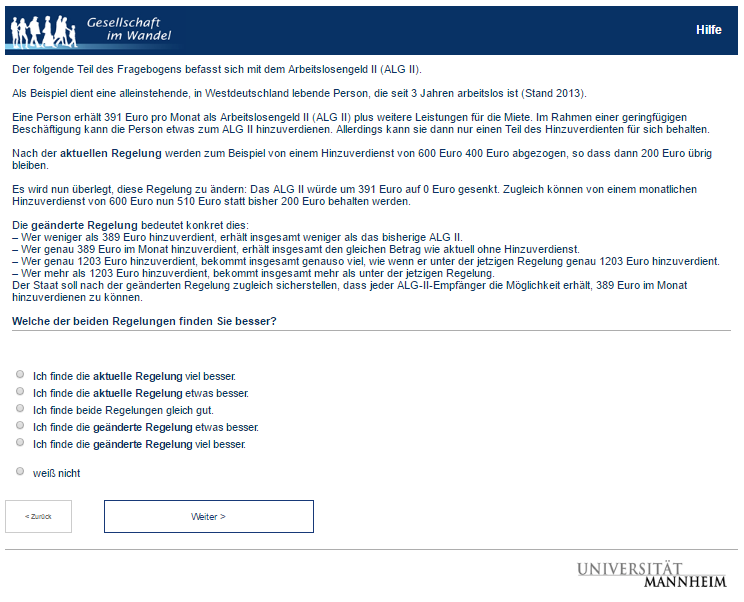 Gesellschaft
im Wandel
Hilfe
Der folgende Teil des Fragebogens befasst sich mit dem Arbeitslosengeld II (ALG II).
Als Beispiel dient eine alleinstehende, in Westdeutschland lebende Person, die seit 3 Jahren arbeitslos ist (Stand 2013).
Eine Person erhält 391 Euro pro Monat als Arbeitslosengeld II (ALG II) plus weitere Leistungen für die Miete. Im Rahmen einer geringfügigen
Beschäftigung kann die Person etwas zum ALG II hinzuverdienen. Allerdings kann sie dann nur einen Teil des Hinzuverdienten für sich behalten.
Nach der aktuellen Regelung werden zum Beispiel von einem Hinzuverdienst von 600 Euro 400 Euro abgezogen, so dass dann 200 Euro übrig
bleiben.
Es wird nun überlegt, diese Regelung zu ändern: Das ALG II würde um 391 Euro auf 0 Euro gesenkt. Zugleich können von einem monatlichen
Hinzuverdienst von 600 Euro nun 510 Euro statt bisher 200 Euro behalten werden.
Die geänderte Regelung bedeutet konkret dies:
– Wer weniger als 389 Euro hinzuverdient, erhält insgesamt weniger als das bisherige ALG II.
– Wer genau 389 Euro im Monat hinzuverdient, erhält insgesamt den gleichen Betrag wie aktuell ohne Hinzuverdienst.
– Wer genau 1203 Euro hinzuverdient, bekommt insgesamt genauso viel, wie wenn er unter der jetzigen Regelung genau 1203 Euro hinzuverdient.
– Wer mehr als 1203 Euro hinzuverdient, bekommt insgesamt mehr als unter der jetzigen Regelung.
Der Staat soll nach der geänderten Regelung zugleich sicherstellen, dass jeder ALG-II-Empfänger die Möglichkeit erhält, 389 Euro im Monat
hinzuverdienen zu können.
Welche der beiden Regelungen finden Sie besser?
Ich finde die aktuelle Regelung viel besser.
Ich finde die aktuelle Regelung etwas besser.
Ich finde beide Regelungen gleich gut.
Ich finde die geänderte Regelung etwas besser.
Ich finde die geänderte Regelung viel besser.
weiß nicht
< Zurück
Weiter >
UNIVERSITÄT
MANNHEIM